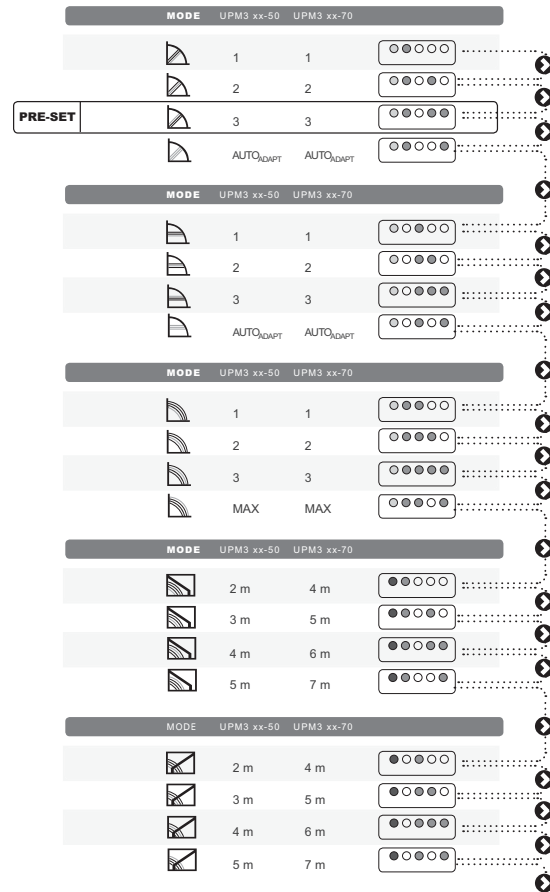 MODE UPM3 xx-50 UPM3 xx-70
1 1
2 2
PRE-SET 3 3
AUTOADAPT AUTOADAPT
MODE UPM3 xx-50 UPM3 xx-70
1 1
2 2
3 3
AUTOADAPT AUTOADAPT
MODE UPM3 xx-50 UPM3 xx-70
1 1
2 2
3 3
MAX MAX
MODE UPM3 xx-50 UPM3 xx-70
2 m 4 m
3 m 5 m
4 m 6 m
5 m 7 m
MODE UPM3 xx-50 UPM3 xx-70
2 m 4 m
3 m 5 m
4 m 6 m
5 m 7 m